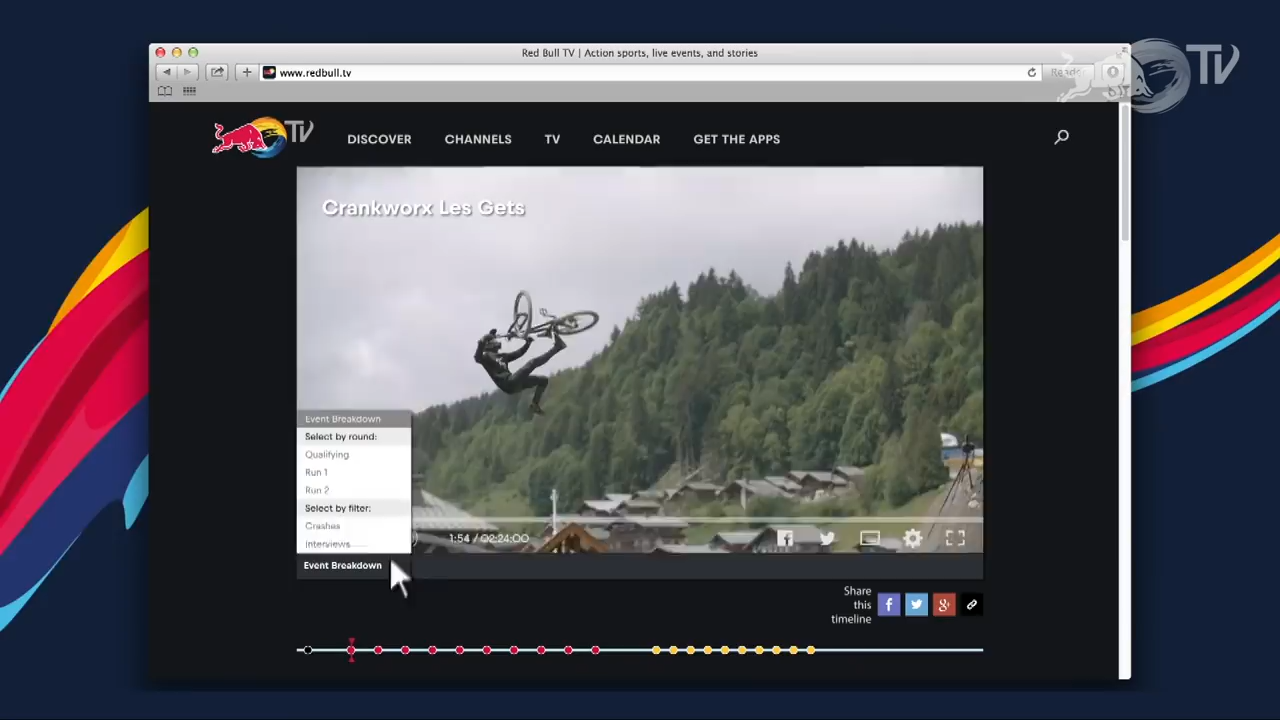 Red Bull TV | Action sports, live events, and stories
www.redbull.tv
Reader
TV
TV
DISCOVER
CHANNELS
TV
CALENDAR
GET THE APPS
Crankworx Les Gets
Event Breakdown
Select by round:
Qualifying
Run 1
Run 2
Select by filter:
Crashes
Interviews
1:54 / 02:24:00
Event Breakdown
Share
this
timeline